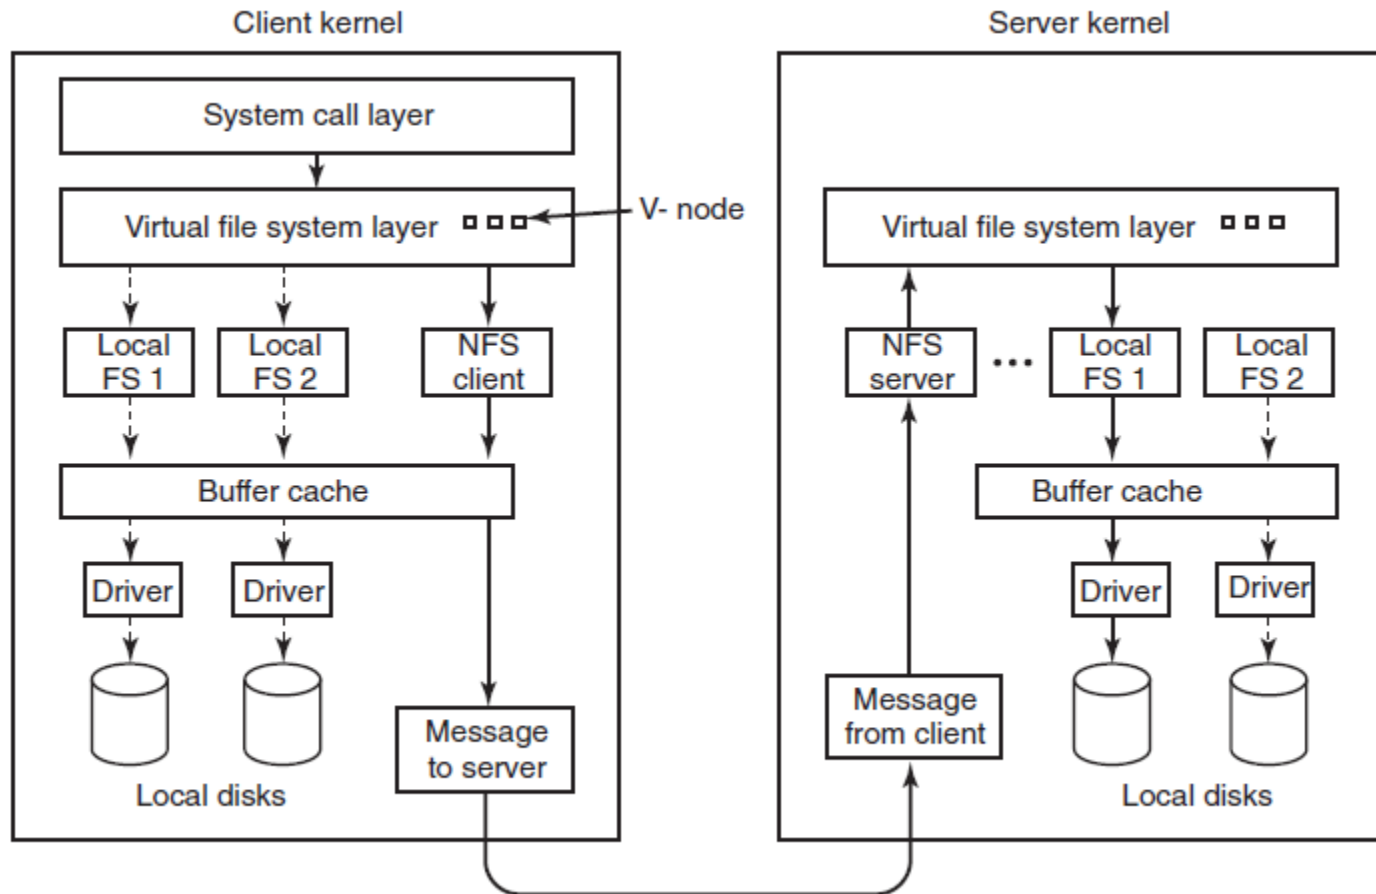 Client kernel
System call layer
Virtual file system layer
V- node
Local
FS 1
Local
FS 2
NFS
client
Buffer cache
Driver
Driver
Message
to server
Local disks
Server kernel
Virtual file system layer
NFS
server
Local
FS 1
Local
FS 2
Buffer cache
Driver
Driver
Message
from client
Local disks